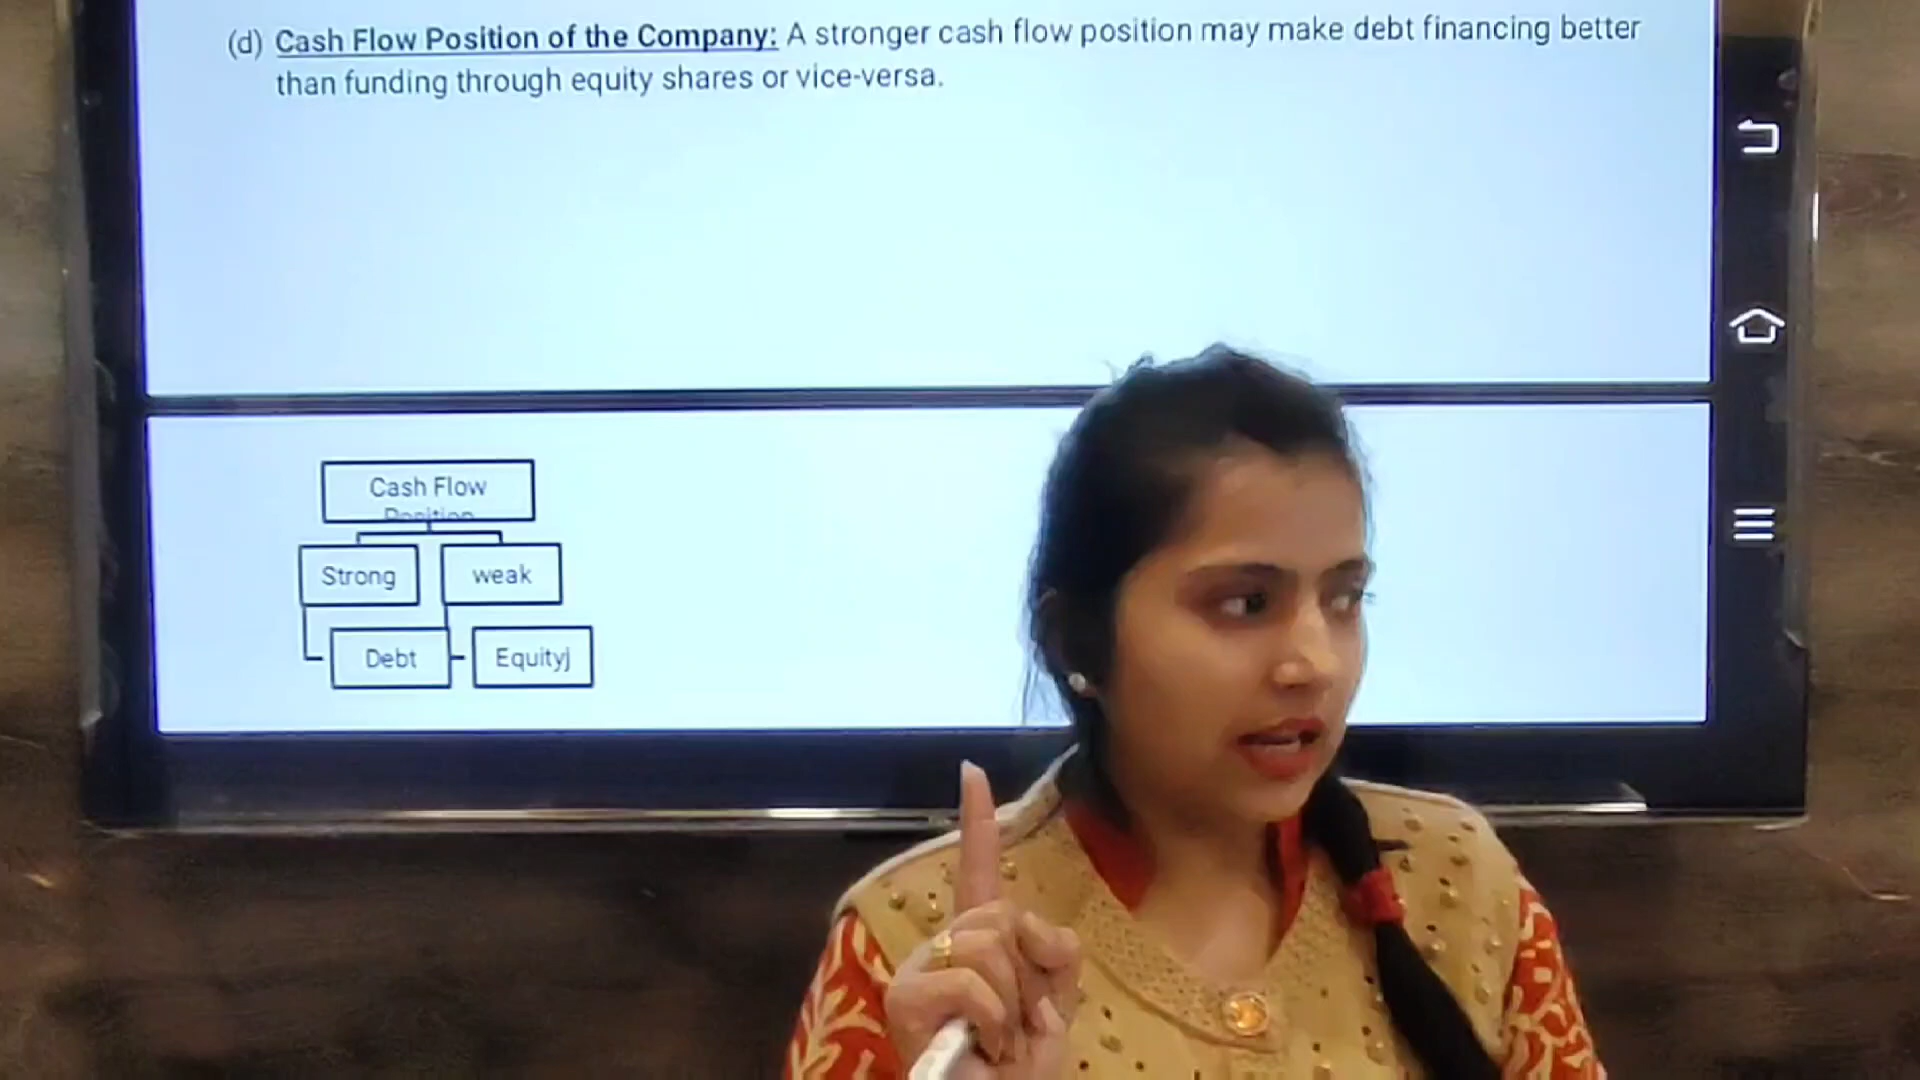 (d) Cash Flow Position of the Company: A stronger cash flow position may make debt financing better
than funding through equity shares or vice-versa.
Cash Flow
Position
Strong
weak
Debt
Equityj